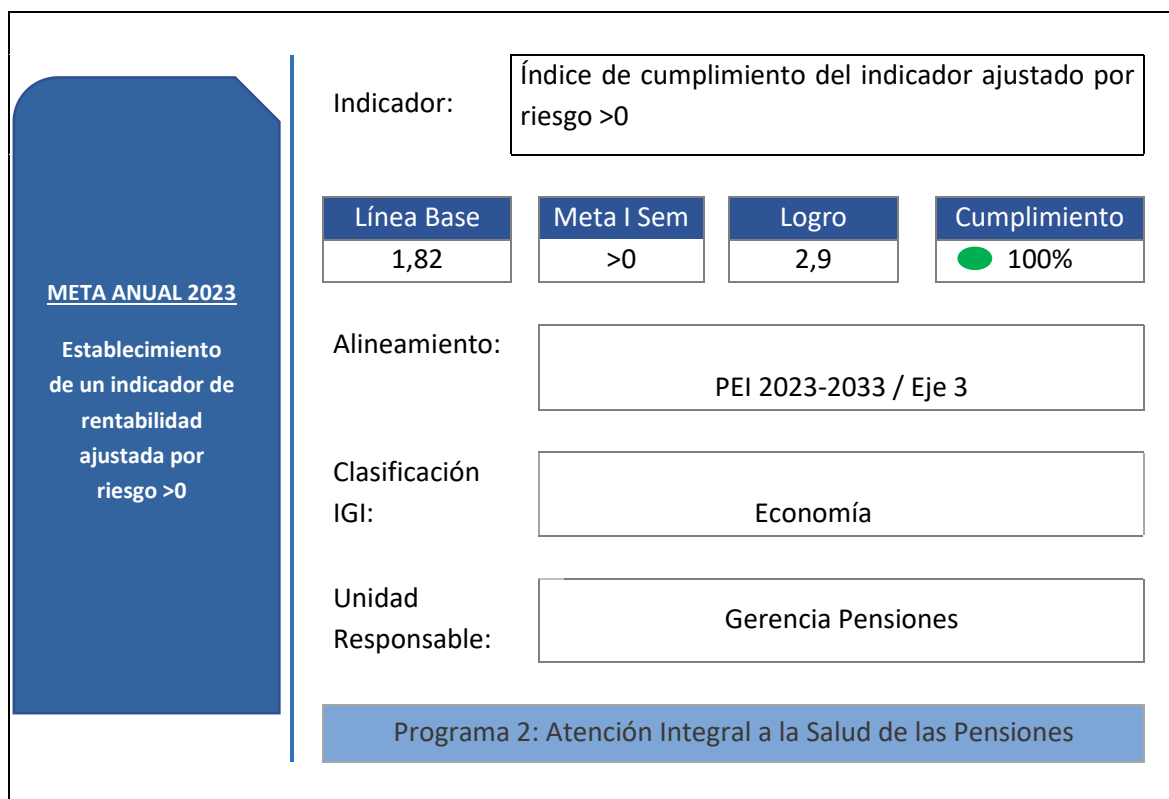 META ANUAL 2023
Establecimiento
de un indicador de
rentabilidad
ajustada por
riesgo >0
Indicador:
Índice de cumplimiento del indicador ajustado por
riesgo >0
Línea Base
Meta I Sem
Logro
Cumplimiento
1,82
>0
2,9
100%
Alineamiento:
PEI 2023-2033 / Eje 3
Clasificación
IGI:
Economía
Unidad
Responsable:
Gerencia Pensiones
Programa 2: Atención Integral a la Salud de las Pensiones